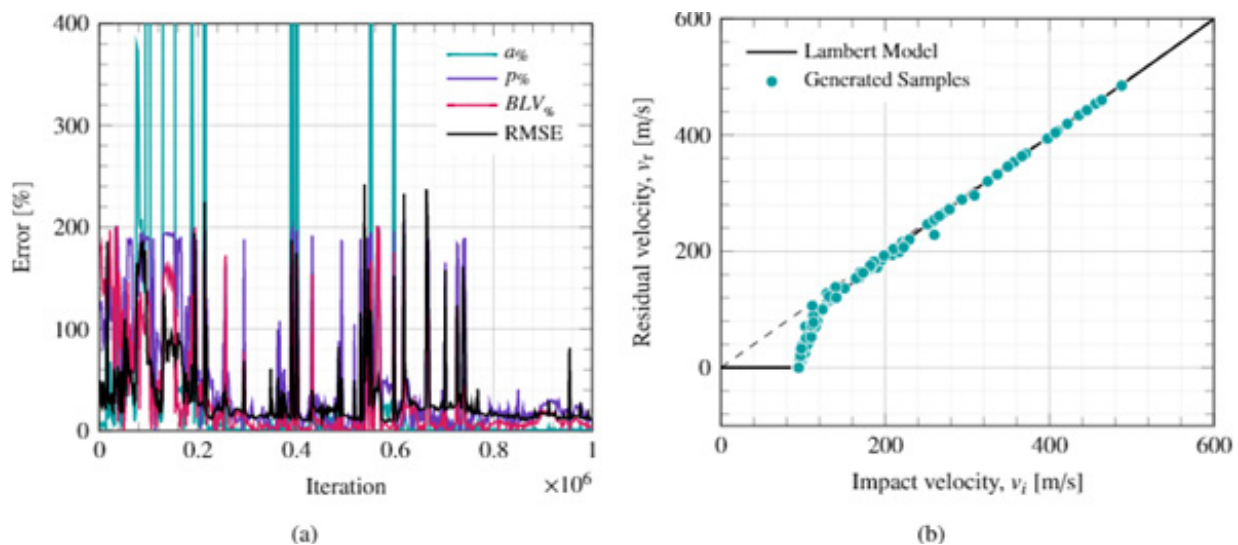 400
300
200
100
0
Error [%]
a%
p%
BLV%
RMSE
0 0.2 0.4 0.6 0.8 1
Iteration
×10⁶
(a)
600
400
200
0
Residual velocity, vᵣ [m/s]
Lambert Model
Generated Samples
0 200 400 600
Impact velocity, vᵢ [m/s]
(b)